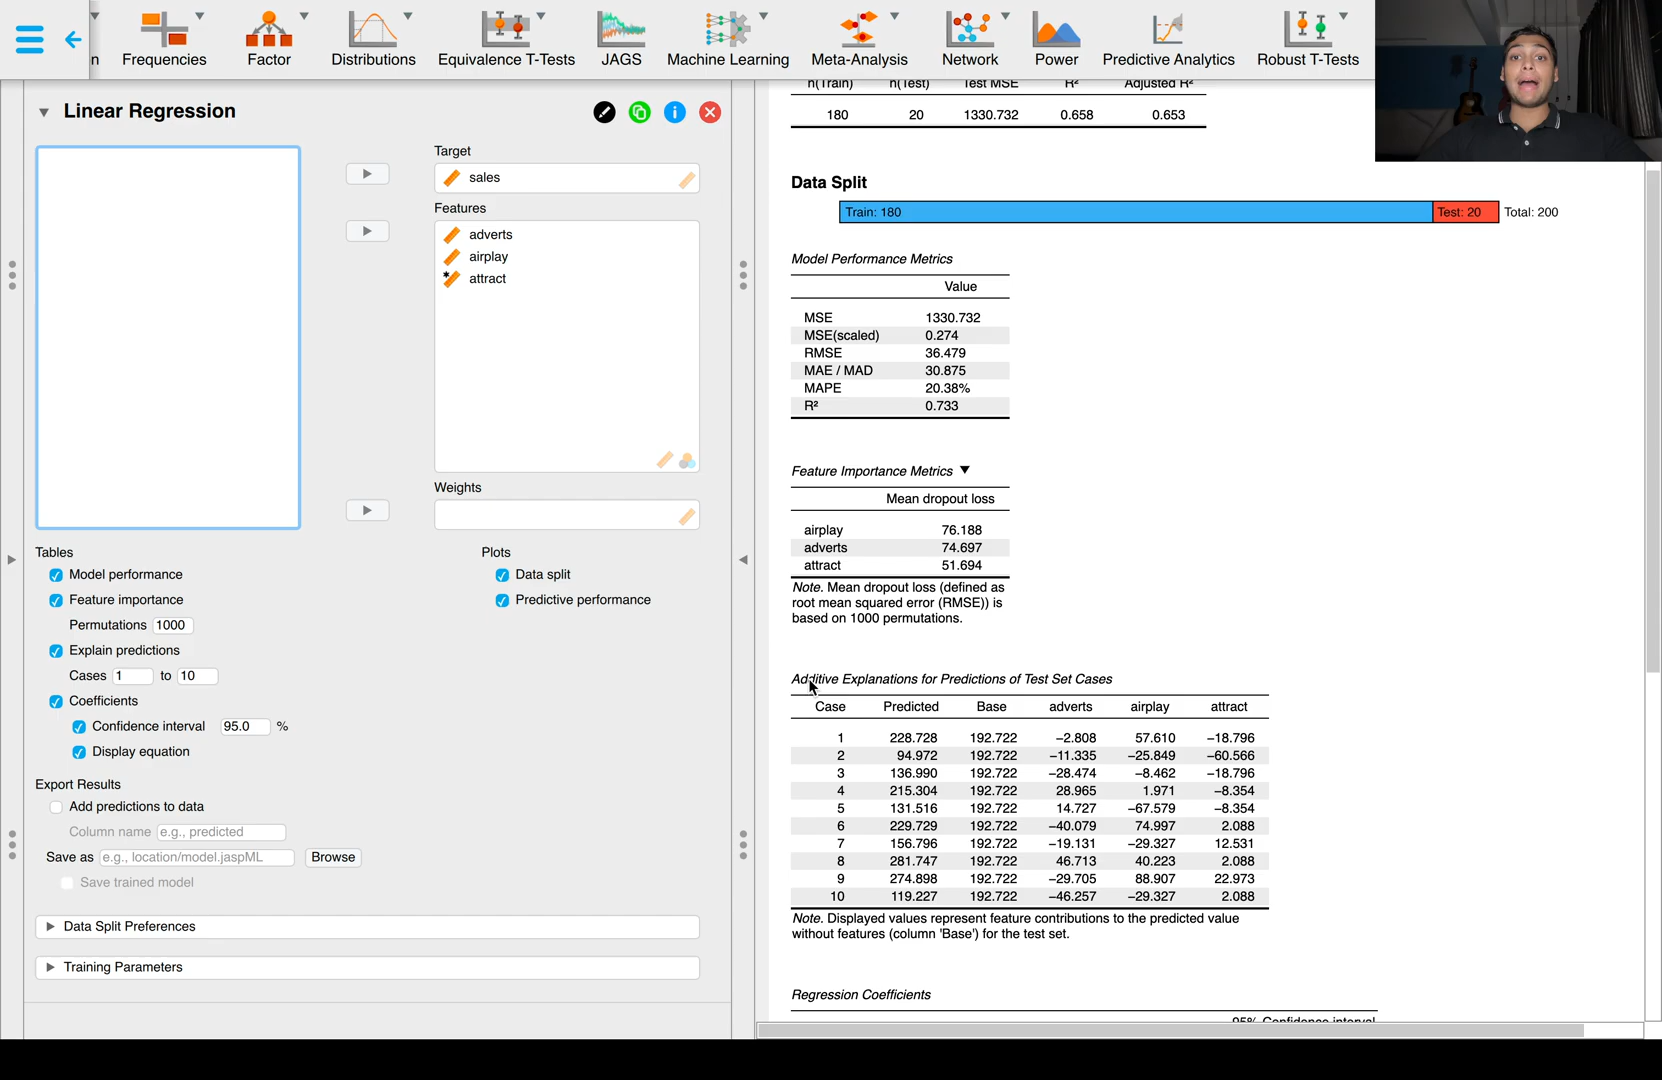 n Frequencies Factor Distributions Equivalence T-Tests JAGS Machine Learning Meta-Analysis Network Power Predictive Analytics Robust T-Tests
Linear Regression
Target
sales
Features
adverts
airplay
attract
Weights
Tables
Model performance
Feature importance
Permutations 1000
Explain predictions
Cases 1 to 10
Coefficients
Confidence interval 95.0 %
Display equation
Plots
Data split
Predictive performance
Export Results
Add predictions to data
Column name e.g., predicted
Save as e.g., location/model.jaspML Browse
Save trained model
Data Split Preferences
Training Parameters
n(Train) n(Test) Test MSE R² Adjusted R²
180 20 1330.732 0.658 0.653
Data Split
Train: 180 Test: 20 Total: 200
Model Performance Metrics
Value
MSE 1330.732
MSE(scaled) 0.274
RMSE 36.479
MAE / MAD 30.875
MAPE 20.38%
R² 0.733
Feature Importance Metrics
Mean dropout loss
airplay 76.188
adverts 74.697
attract 51.694
Note. Mean dropout loss (defined as
root mean squared error (RMSE)) is
based on 1000 permutations.
Additive Explanations for Predictions of Test Set Cases
Case Predicted Base adverts airplay attract
1 228.728 192.722 −2.808 57.610 −18.796
2 94.972 192.722 −11.335 −25.849 −60.566
3 136.990 192.722 −28.474 −8.462 −18.796
4 215.304 192.722 28.965 1.971 −8.354
5 131.516 192.722 14.727 −67.579 −8.354
6 229.729 192.722 −40.079 74.997 2.088
7 156.796 192.722 −19.131 −29.327 12.531
8 281.747 192.722 46.713 40.223 2.088
9 274.898 192.722 −29.705 88.907 22.973
10 119.227 192.722 −46.257 −29.327 2.088
Note. Displayed values represent feature contributions to the predicted value
without features (column 'Base') for the test set.
Regression Coefficients
95% Confidence interval